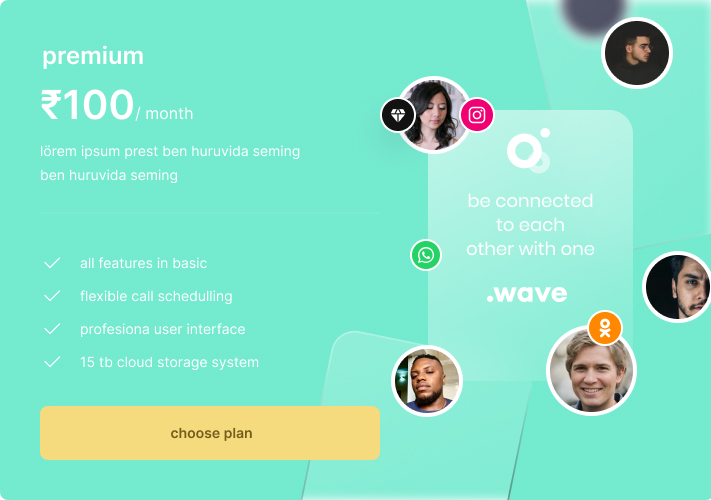 premium
₹100/ month
lörem ipsum prest ben huruvida seming
ben huruvida seming
all features in basic
flexible call schedulling
profesiona user interface
15 tb cloud storage system
choose plan
be connected
to each
other with one
.wave